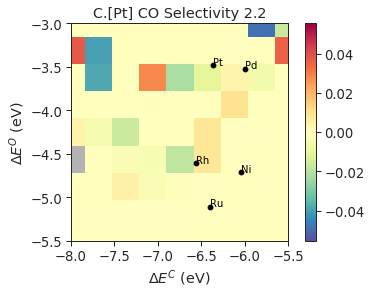 C.[Pt] CO Selectivity 2.2
−3.0
−3.5
−4.0
−4.5
−5.0
−5.5
ΔE^O (eV)
Pt
Pd
Rh
Ni
Ru
−8.0 −7.5 −7.0 −6.5 −6.0 −5.5
ΔE^C (eV)
0.04
0.02
0.00
−0.02
−0.04